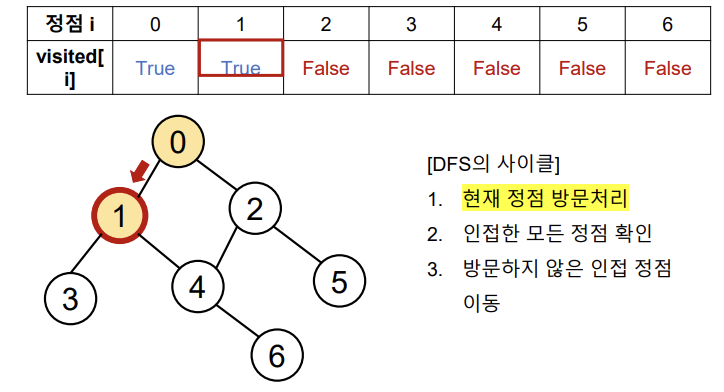 정점 i 0 1 2 3 4 5 6
visited[
i] True True False False False False False
0
1
2
3
4
5
6
[DFS의 사이클]
1. 현재 정점 방문처리
2. 인접한 모든 정점 확인
3. 방문하지 않은 인접 정점
이동